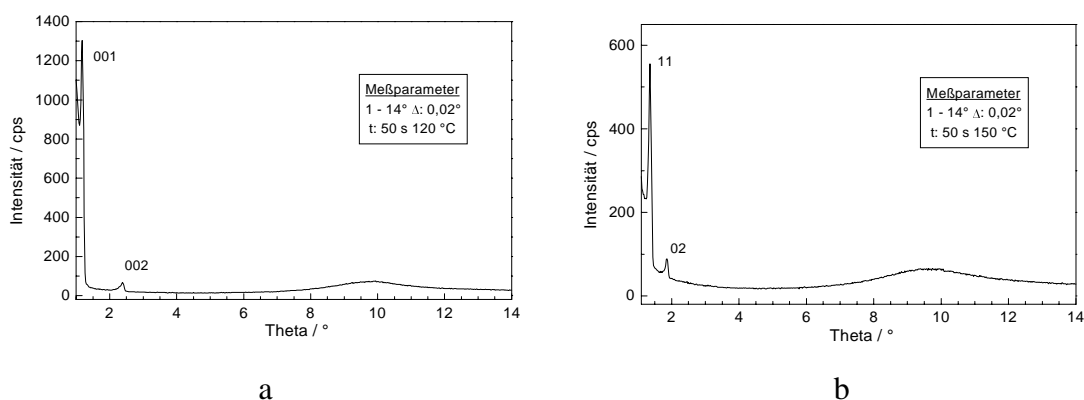 1400
1200
1000
800
600
400
200
0
Intensität / cps
001
002
Meßparameter
1 - 14° Δ: 0,02°
t: 50 s 120 °C
2 4 6 8 10 12 14
Theta / °
a
600
400
200
0
Intensität / cps
11
02
Meßparameter
1 - 14° Δ: 0,02°
t: 50 s 150 °C
2 4 6 8 10 12 14
Theta / °
b